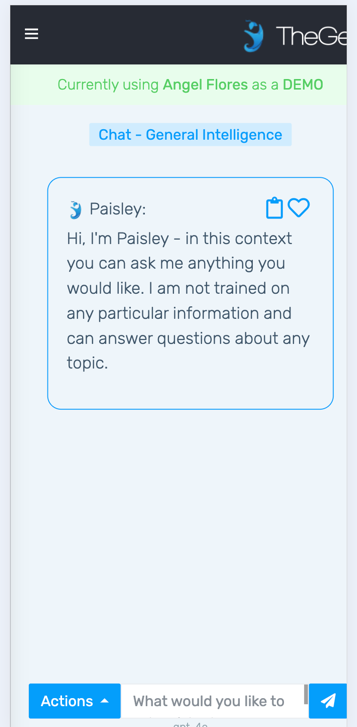 TheGe
Currently using Angel Flores as a DEMO
Chat - General Intelligence
Paisley:
Hi, I'm Paisley - in this context
you can ask me anything you
would like. I am not trained on
any particular information and
can answer questions about any
topic.
Actions What would you like to